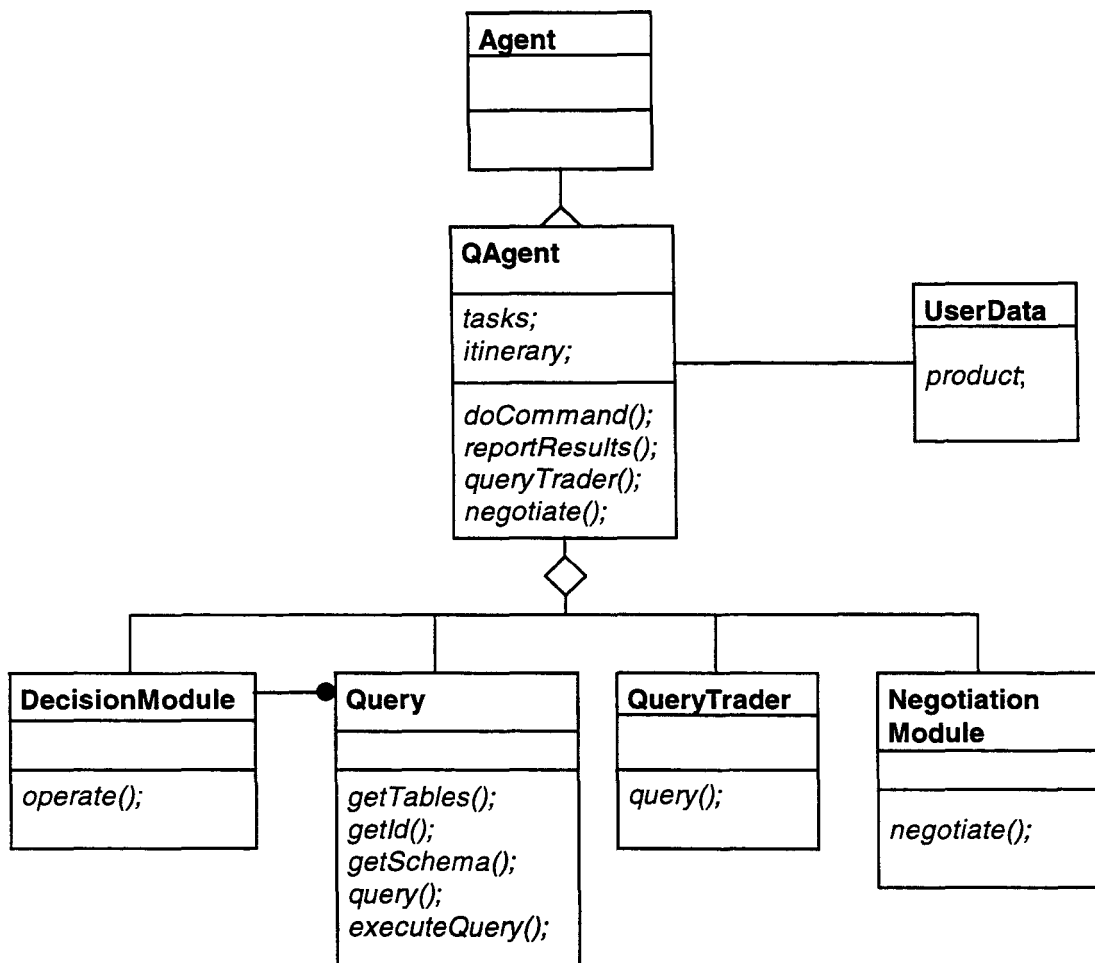 Agent
QAgent
tasks;
itinerary;
doCommand();
reportResults();
queryTrader();
negotiate();
UserData
product;
DecisionModule
operate();
Query
getTables();
getId();
getSchema();
query();
executeQuery();
QueryTrader
query();
Negotiation
Module
negotiate();